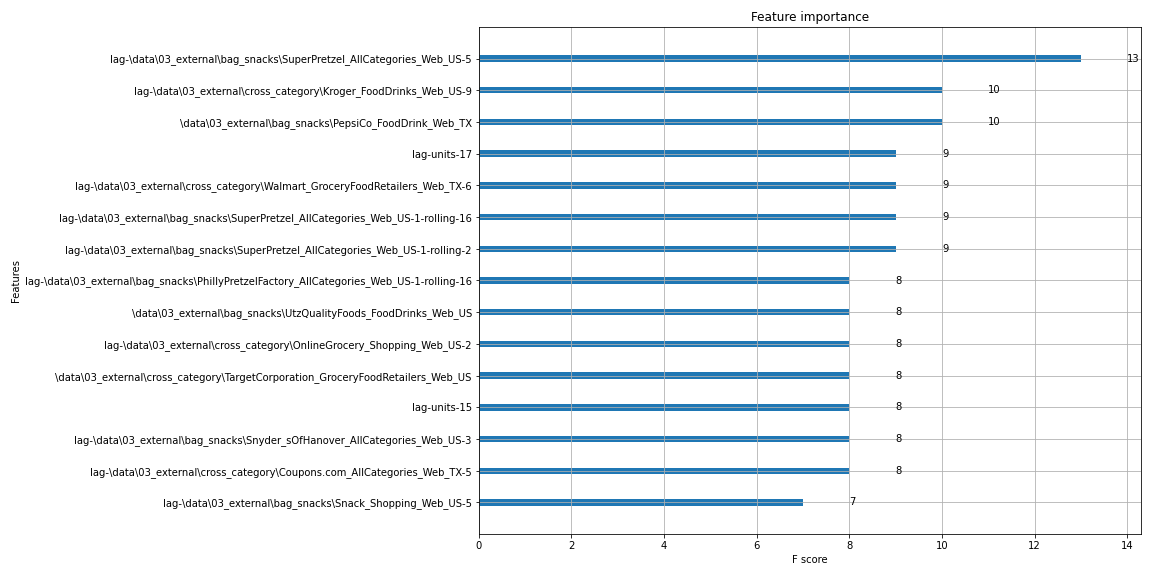 Feature importance
lag-\data\03_external\bag_snacks\SuperPretzel_AllCategories_Web_US-5 13
lag-\data\03_external\cross_category\Kroger_FoodDrinks_Web_US-9 10
\data\03_external\bag_snacks\PepsiCo_FoodDrink_Web_TX 10
lag-units-17 9
lag-\data\03_external\cross_category\Walmart_GroceryFoodRetailers_Web_TX-6 9
lag-\data\03_external\bag_snacks\SuperPretzel_AllCategories_Web_US-1-rolling-16 9
lag-\data\03_external\bag_snacks\SuperPretzel_AllCategories_Web_US-1-rolling-2 9
lag-\data\03_external\bag_snacks\PhillyPretzelFactory_AllCategories_Web_US-1-rolling-16 8
\data\03_external\bag_snacks\UtzQualityFoods_FoodDrinks_Web_US 8
lag-\data\03_external\cross_category\OnlineGrocery_Shopping_Web_US-2 8
\data\03_external\cross_category\TargetCorporation_GroceryFoodRetailers_Web_US 8
lag-units-15 8
lag-\data\03_external\bag_snacks\Snyder_sOfHanover_AllCategories_Web_US-3 8
lag-\data\03_external\cross_category\Coupons.com_AllCategories_Web_TX-5 8
lag-\data\03_external\bag_snacks\Snack_Shopping_Web_US-5 7
Features
0 2 4 6 8 10 12 14
F score